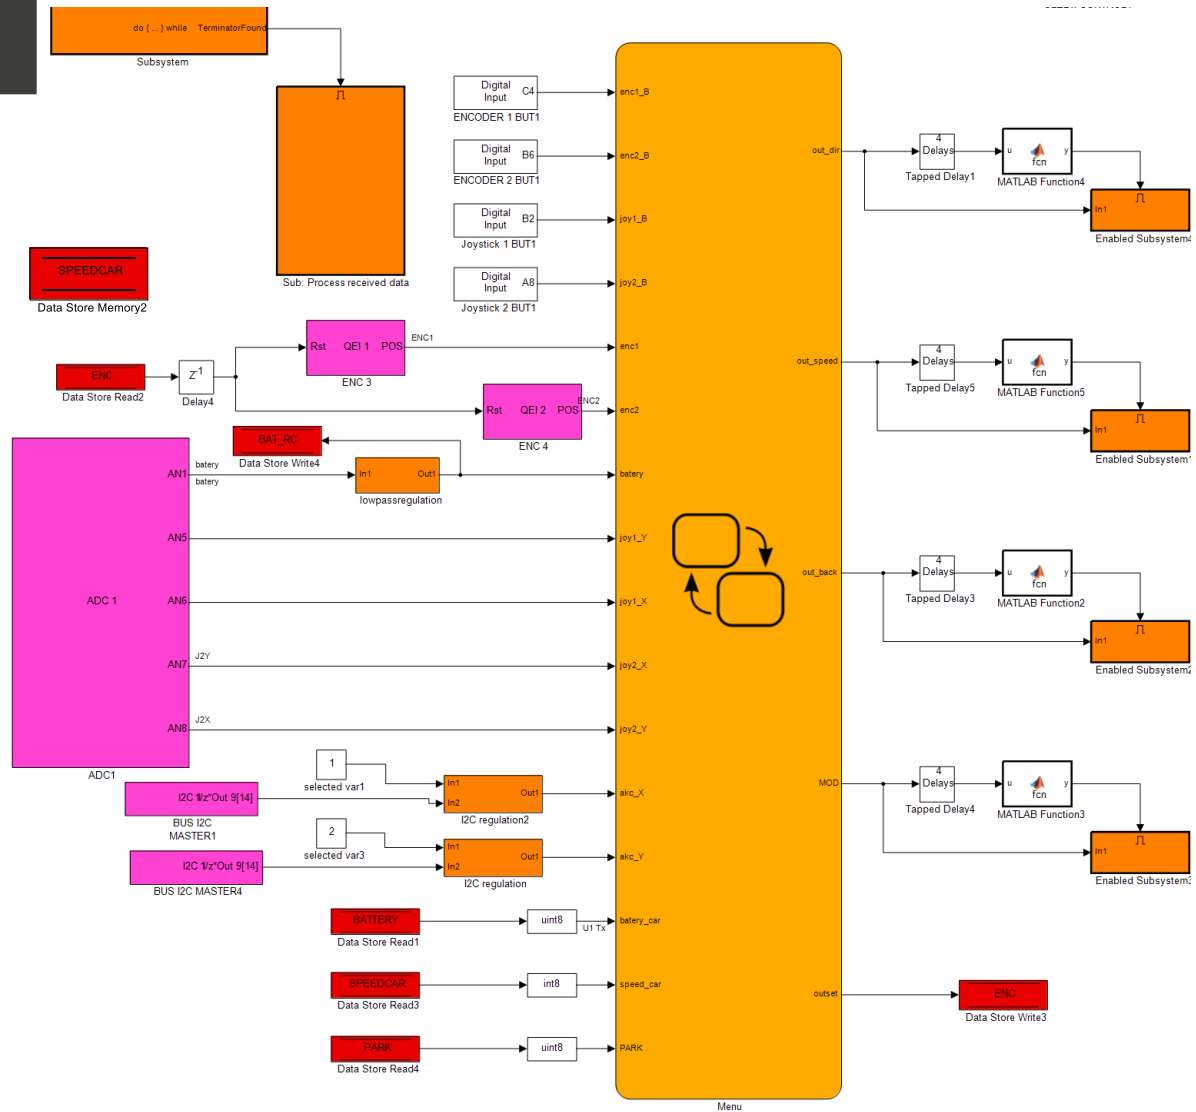 do { ... } while TerminatorFound
Subsystem
Sub: Process received data
SPEEDCAR
Data Store Memory2
Digital
Input
C4
ENCODER 1 BUT1
Digital
Input
B6
ENCODER 2 BUT1
Digital
Input
B2
Joystick 1 BUT1
Digital
Input
A8
Joystick 2 BUT1
ENC
Data Store Read2
Z-1
Delay4
Rst QEI 1 POS
ENC1
ENC 3
Rst QEI 2 POS
ENC2
ENC 4
BAT_RC
Data Store Write4
batery
batery
In1 Out1
lowpassregulation
AN1
AN5
AN6
ADC 1
AN7
AN8
J2Y
J2X
ADC1
1
selected var1
I2C 1/z*Out 9[14]
BUS I2C
MASTER1
In1
In2
Out1
I2C regulation2
2
selected var3
I2C 1/z*Out 9[14]
BUS I2C MASTER4
In1
In2
Out1
I2C regulation
BATTERY
Data Store Read1
uint8
U1 Tx
SPEEDCAR
Data Store Read3
int8
PARK
Data Store Read4
uint8
enc1_B
enc2_B
joy1_B
joy2_B
enc1
enc2
batery
joy1_Y
joy1_X
joy2_X
joy2_Y
akc_X
akc_Y
batery_car
speed_car
PARK
out_dir
out_speed
out_back
MOD
outset
Menu
4
Delays
Tapped Delay1
u y
fcn
MATLAB Function4
In1
Enabled Subsystem4
4
Delays
Tapped Delay5
u y
fcn
MATLAB Function5
In1
Enabled Subsystem1
4
Delays
Tapped Delay3
u y
fcn
MATLAB Function2
In1
Enabled Subsystem2
4
Delays
Tapped Delay4
u y
fcn
MATLAB Function3
In1
Enabled Subsystem3
ENC
Data Store Write3